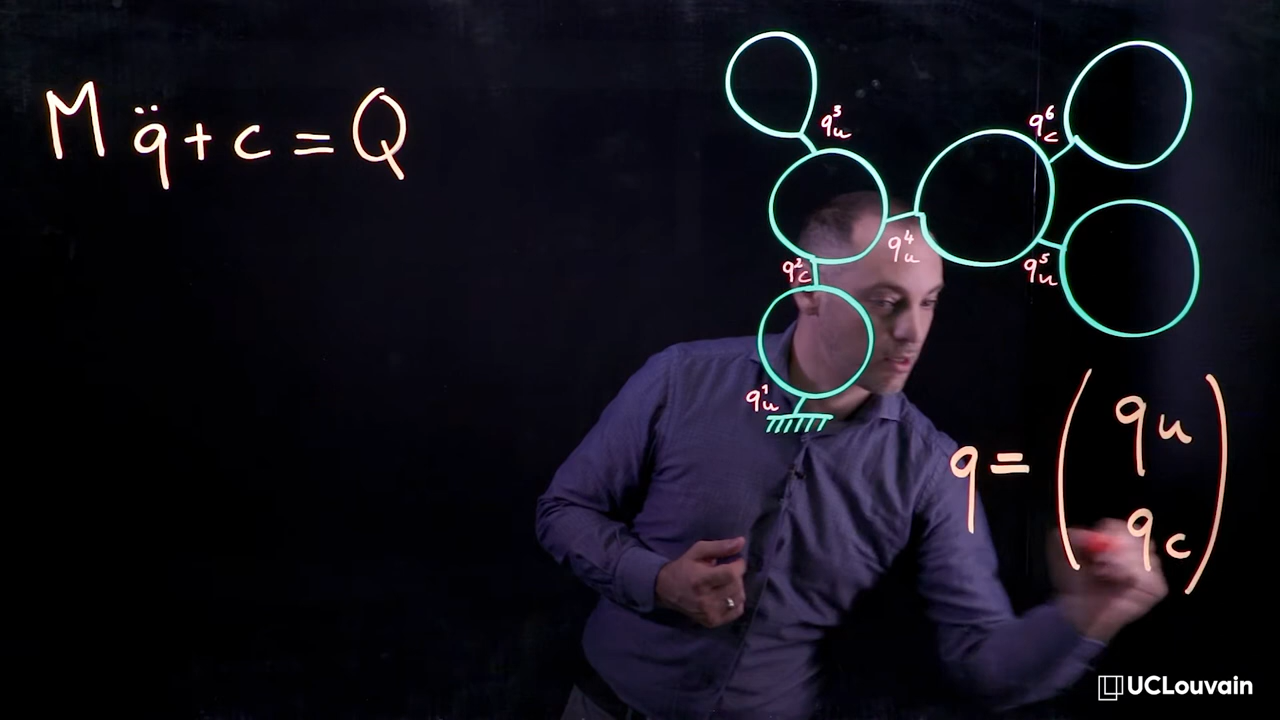 M q̈ + c = Q
q³u
q⁶c
q⁴u
q²c
q⁵u
q¹u
q = ( qu
qc )
UCLouvain